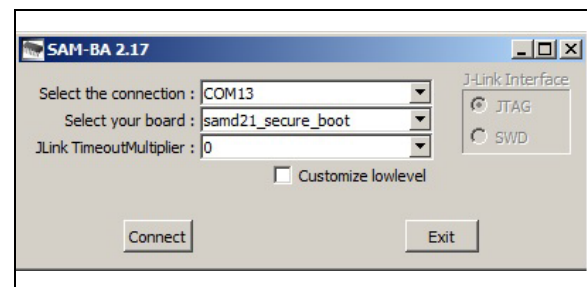 SAM-BA 2.17
J-Link Interface
Select the connection : COM13
JTAG
Select your board : samd21_secure_boot
SWD
JLink TimeoutMultiplier : 0
Customize lowlevel
Connect
Exit